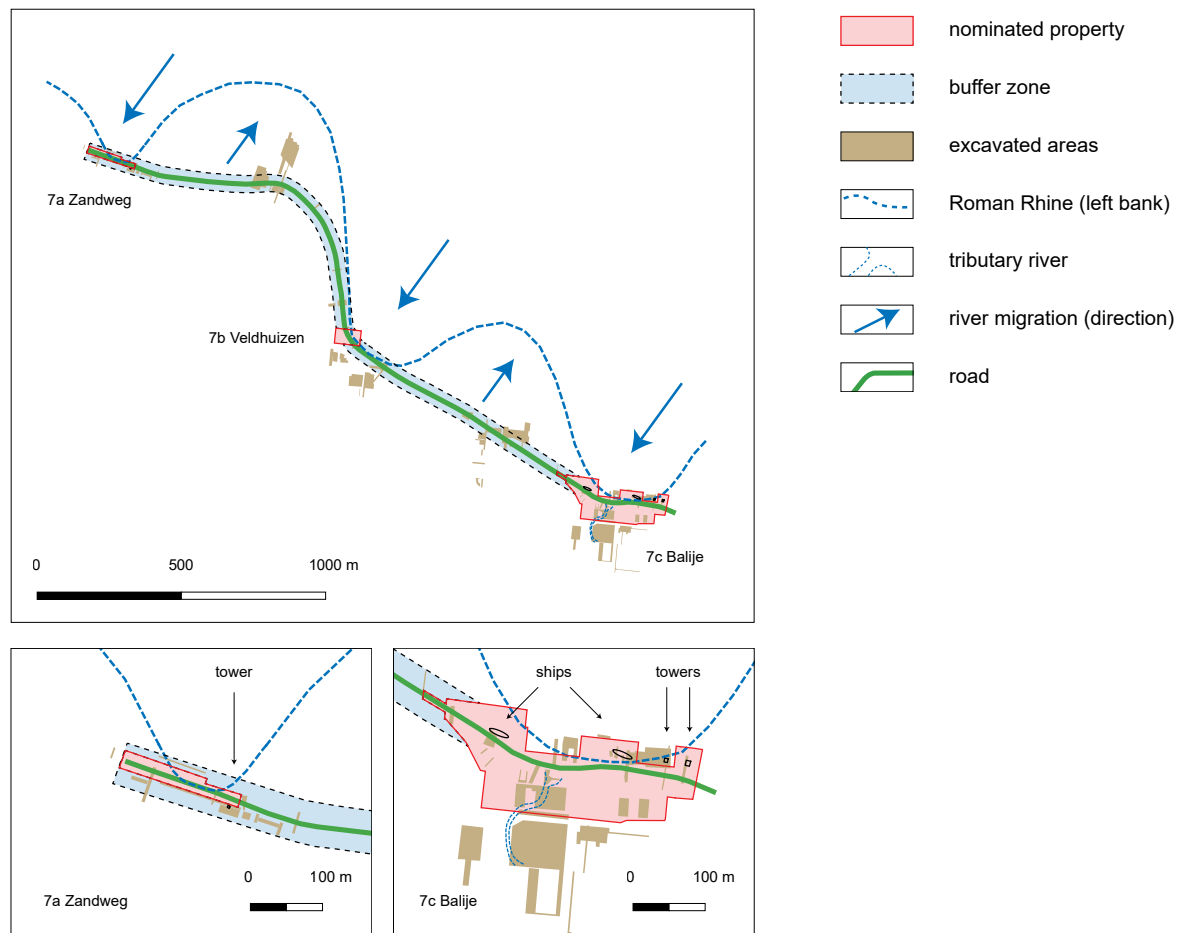 7a Zandweg
7b Veldhuizen
7c Balije
0 500 1000 m
nominated property
buffer zone
excavated areas
Roman Rhine (left bank)
tributary river
river migration (direction)
road
tower
0 100 m
7a Zandweg
ships towers
0 100 m
7c Balije